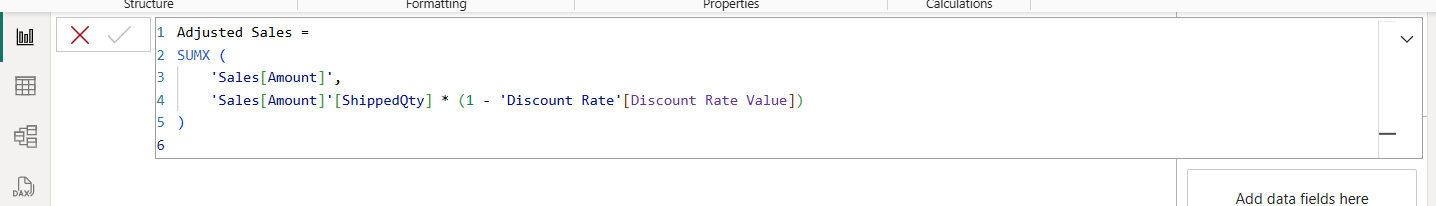 Structure Formatting Properties Calculations
1 Adjusted Sales =
2 SUMX (
3     'Sales[Amount]',
4     'Sales[Amount]'[ShippedQty] * (1 - 'Discount Rate'[Discount Rate Value])
5 )
6
DAX
Add data fields here